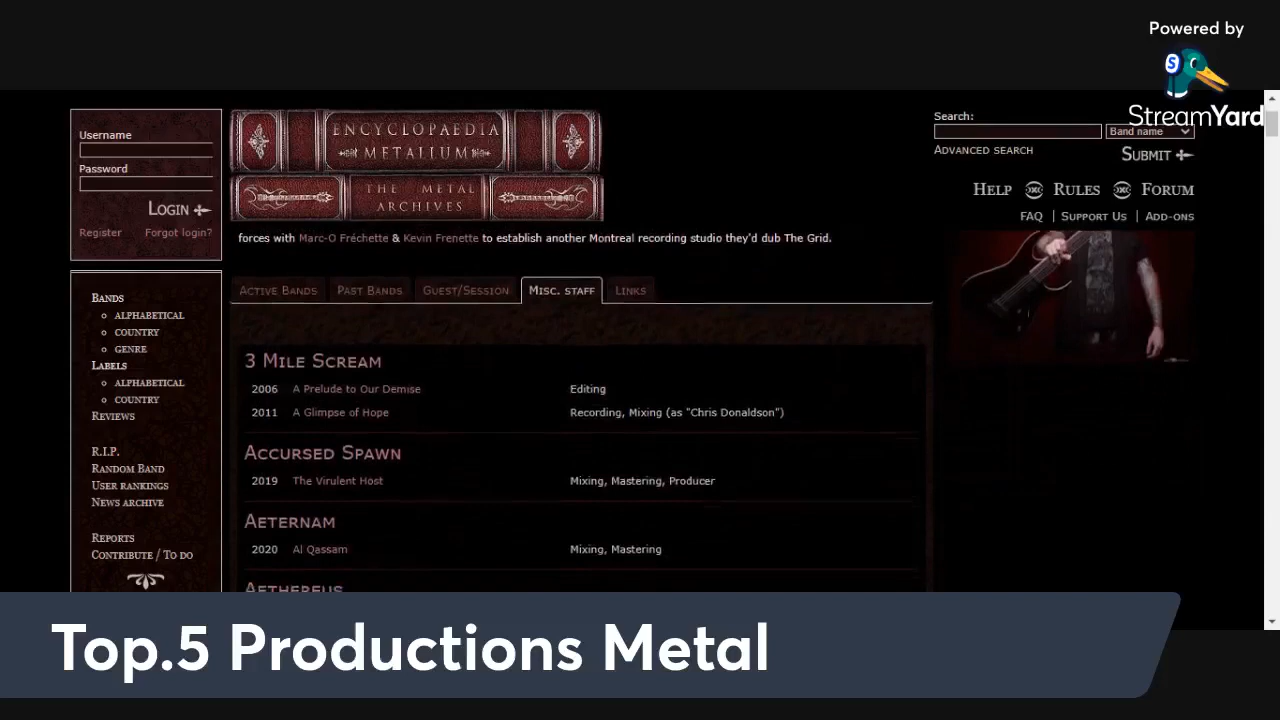 Powered by
StreamYard
Username
Password
Login
Register Forgot login?
ENCYCLOPAEDIA
METALLUM
THE METAL
ARCHIVES
Search:
Band name
Advanced search
Submit
Help Rules Forum
FAQ | Support Us | Add-ons
forces with Marc-O Fréchette & Kevin Frenette to establish another Montreal recording studio they'd dub The Grid.
Active Bands Past Bands Guest/Session Misc. staff Links
Bands
alphabetical
country
genre
Labels
alphabetical
country
Reviews
R.I.P.
Random Band
User rankings
News archive
Reports
Contribute / To do
3 Mile Scream
2006 A Prelude to Our Demise Editing
2011 A Glimpse of Hope Recording, Mixing (as "Chris Donaldson")
Accursed Spawn
2019 The Virulent Host Mixing, Mastering, Producer
Aeternam
2020 Al Qassam Mixing, Mastering
Aethereus
Top.5 Productions Metal